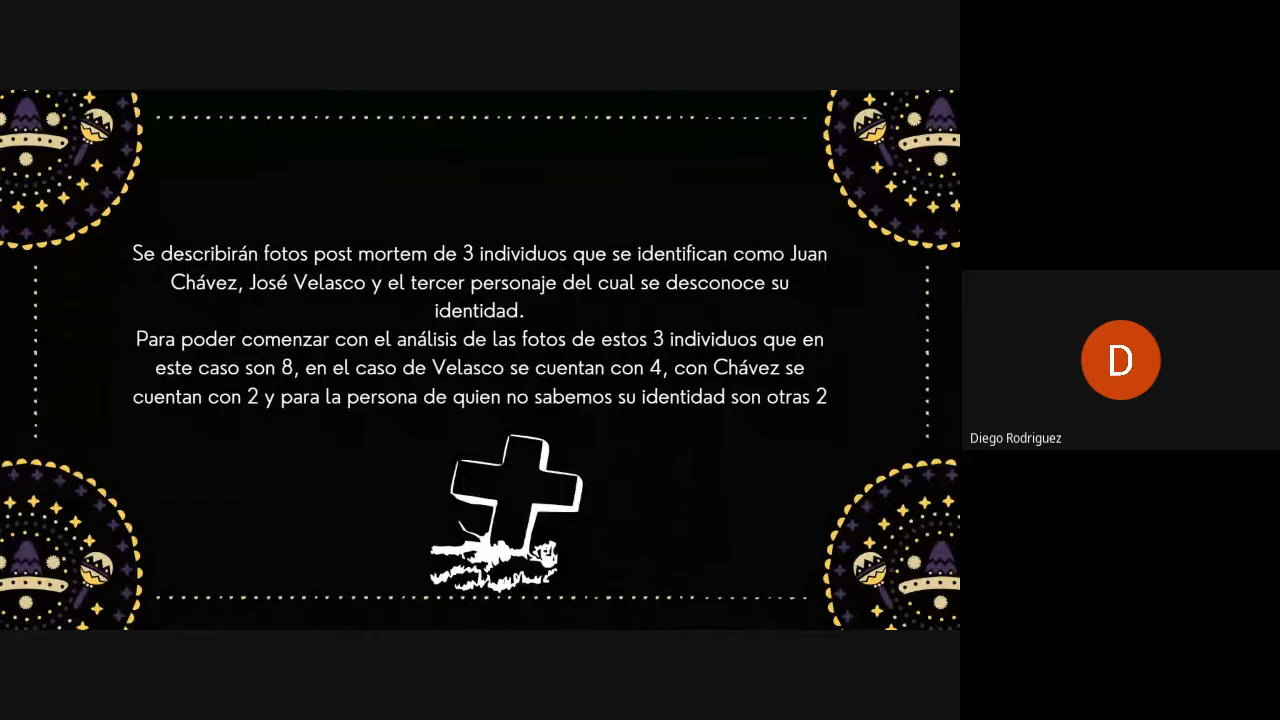 Se describirán fotos post mortem de 3 individuos que se identifican como Juan
Chávez, José Velasco y el tercer personaje del cual se desconoce su
identidad.
Para poder comenzar con el análisis de las fotos de estos 3 individuos que en
este caso son 8, en el caso de Velasco se cuentan con 4, con Chávez se
cuentan con 2 y para la persona de quien no sabemos su identidad son otras 2
D
Diego Rodriguez